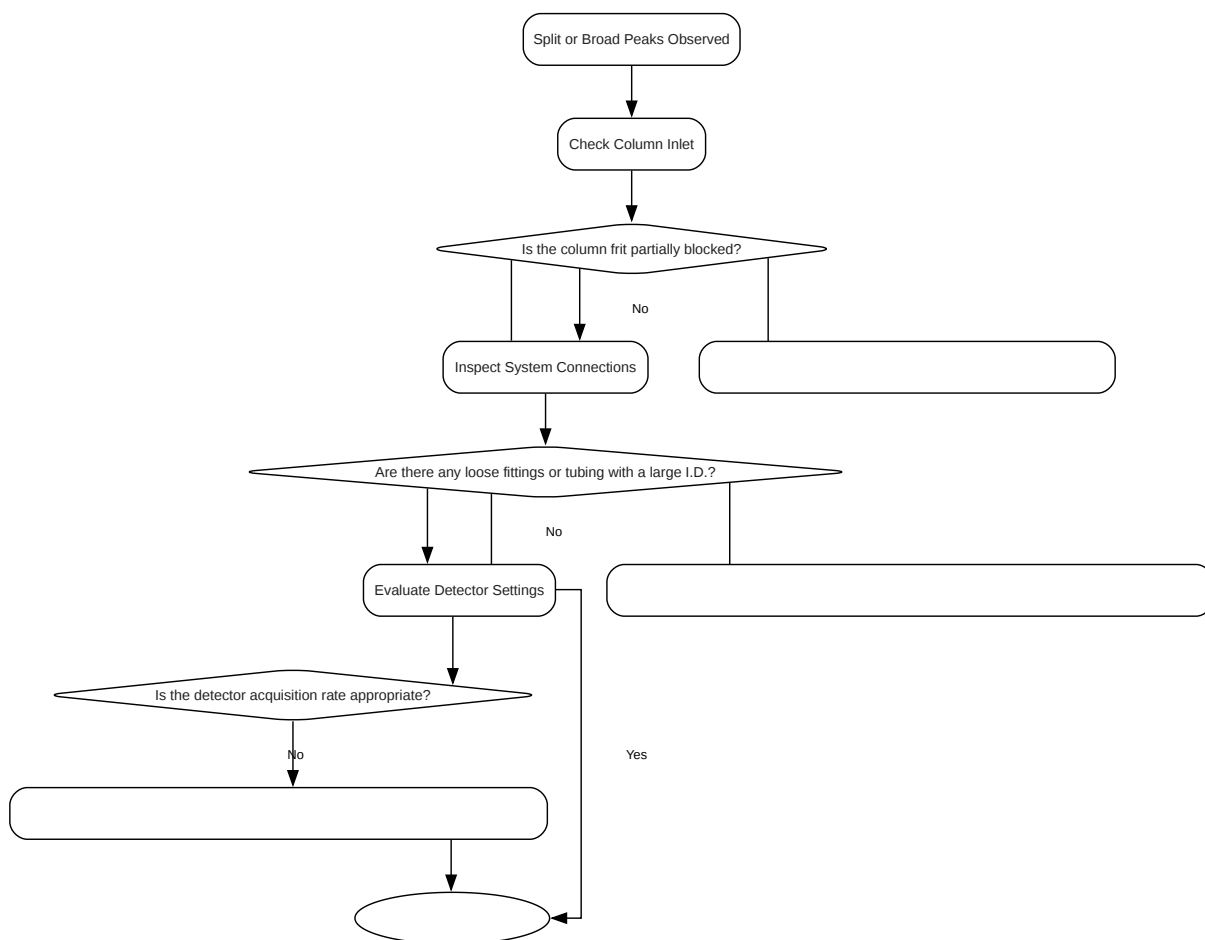 Split or Broad Peaks Observed
Check Column Inlet
Is the column frit partially blocked?
No
Inspect System Connections
Are there any loose fittings or tubing with a large I.D.?
No
Evaluate Detector Settings
Is the detector acquisition rate appropriate?
No
Yes